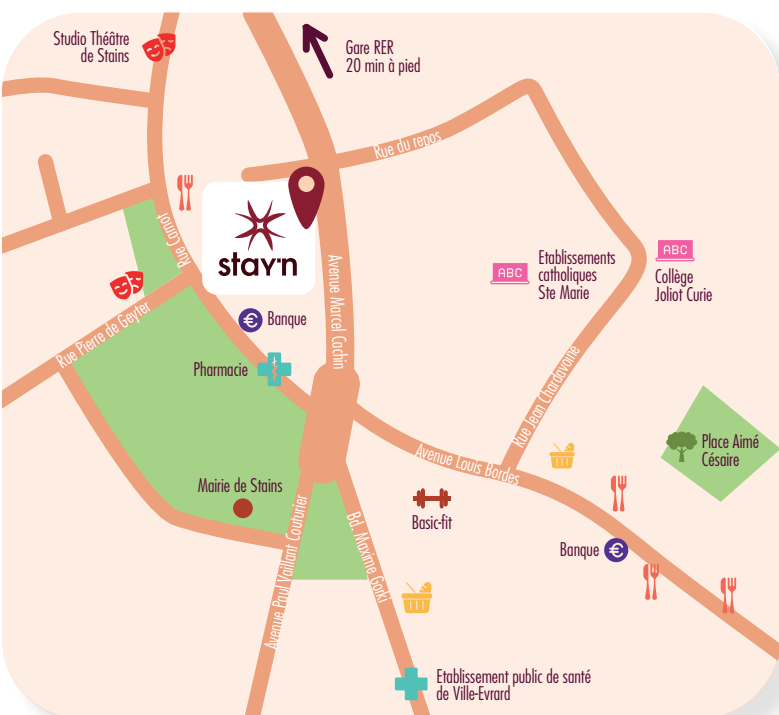 Studio Théâtre
de Stains
Gare RER
20 min à pied
Rue du repos
Rue Carnot
stay'n
Avenue Marcel Cachin
ABC
Etablissements
catholiques
Ste Marie
ABC
Collège
Joliot Curie
Rue Pierre de Geyter
€ Banque
Pharmacie
Rue Jean Chardavoine
Avenue Louis Bordes
Place Aimé
Césaire
Mairie de Stains
Basic-fit
Avenue Paul Vaillant Couturier
Bd. Maxime Gorki
Banque €
Etablissement public de santé
de Ville-Evrard